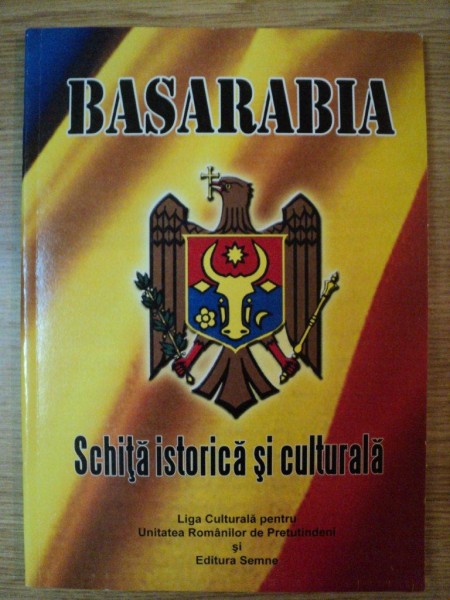 BASARABIA
Schiţă istorică şi culturală
Liga Culturală pentru
Unitatea Românilor de Pretutindeni
şi
Editura Semne